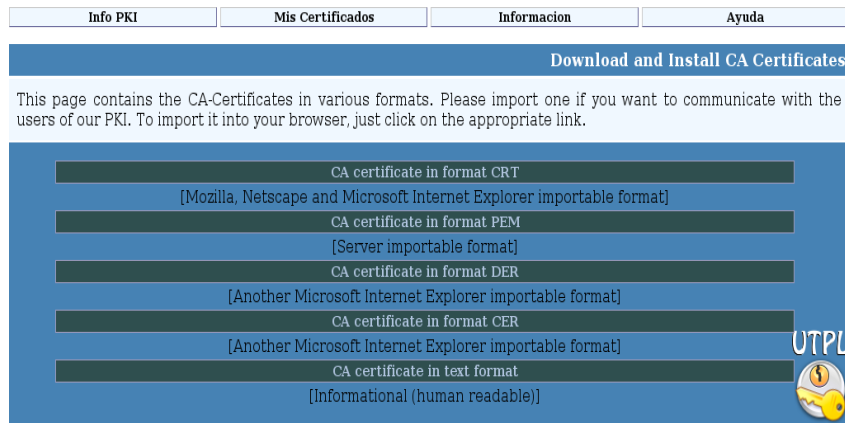 Info PKI
Mis Certificados
Informacion
Ayuda
Download and Install CA Certificates
This page contains the CA-Certificates in various formats. Please import one if you want to communicate with the
users of our PKI. To import it into your browser, just click on the appropriate link.
CA certificate in format CRT
[Mozilla, Netscape and Microsoft Internet Explorer importable format]
CA certificate in format PEM
[Server importable format]
CA certificate in format DER
[Another Microsoft Internet Explorer importable format]
CA certificate in format CER
[Another Microsoft Internet Explorer importable format]
CA certificate in text format
[Informational (human readable)]
UTPL